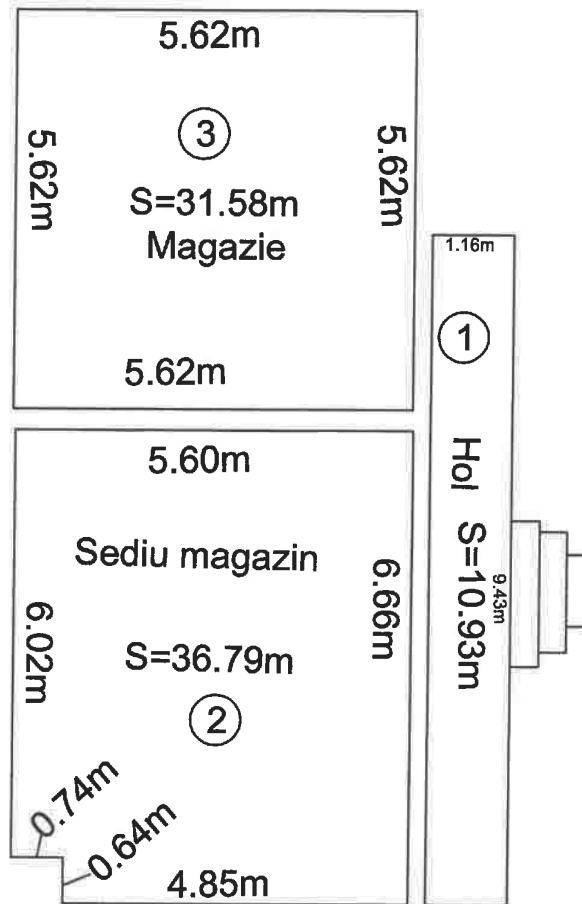 5.62m
3
5.62m
5.62m
S=31.58m
Magazie
5.62m
1.16m
1
Hol S=10.93m
9.43m
5.60m
Sediu magazin
6.02m
6.66m
S=36.79m
2
0.74m
0.64m
4.85m